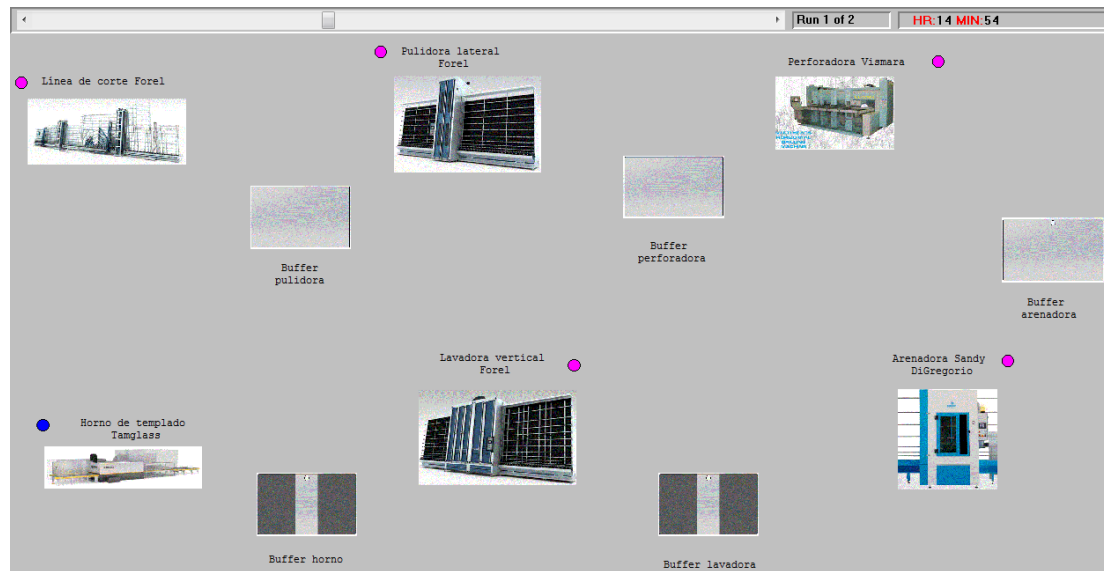 Run 1 of 2
HR:14 MIN:54
Pulidora lateral
Forel
Linea de corte Forel
Perforadora Vismara
Buffer
perforadora
Buffer
pulidora
Buffer
arenadora
Lavadora vertical
Forel
Arenadora Sandy
DiGregorio
Horno de templado
Tamglass
Buffer horno
Buffer lavadora